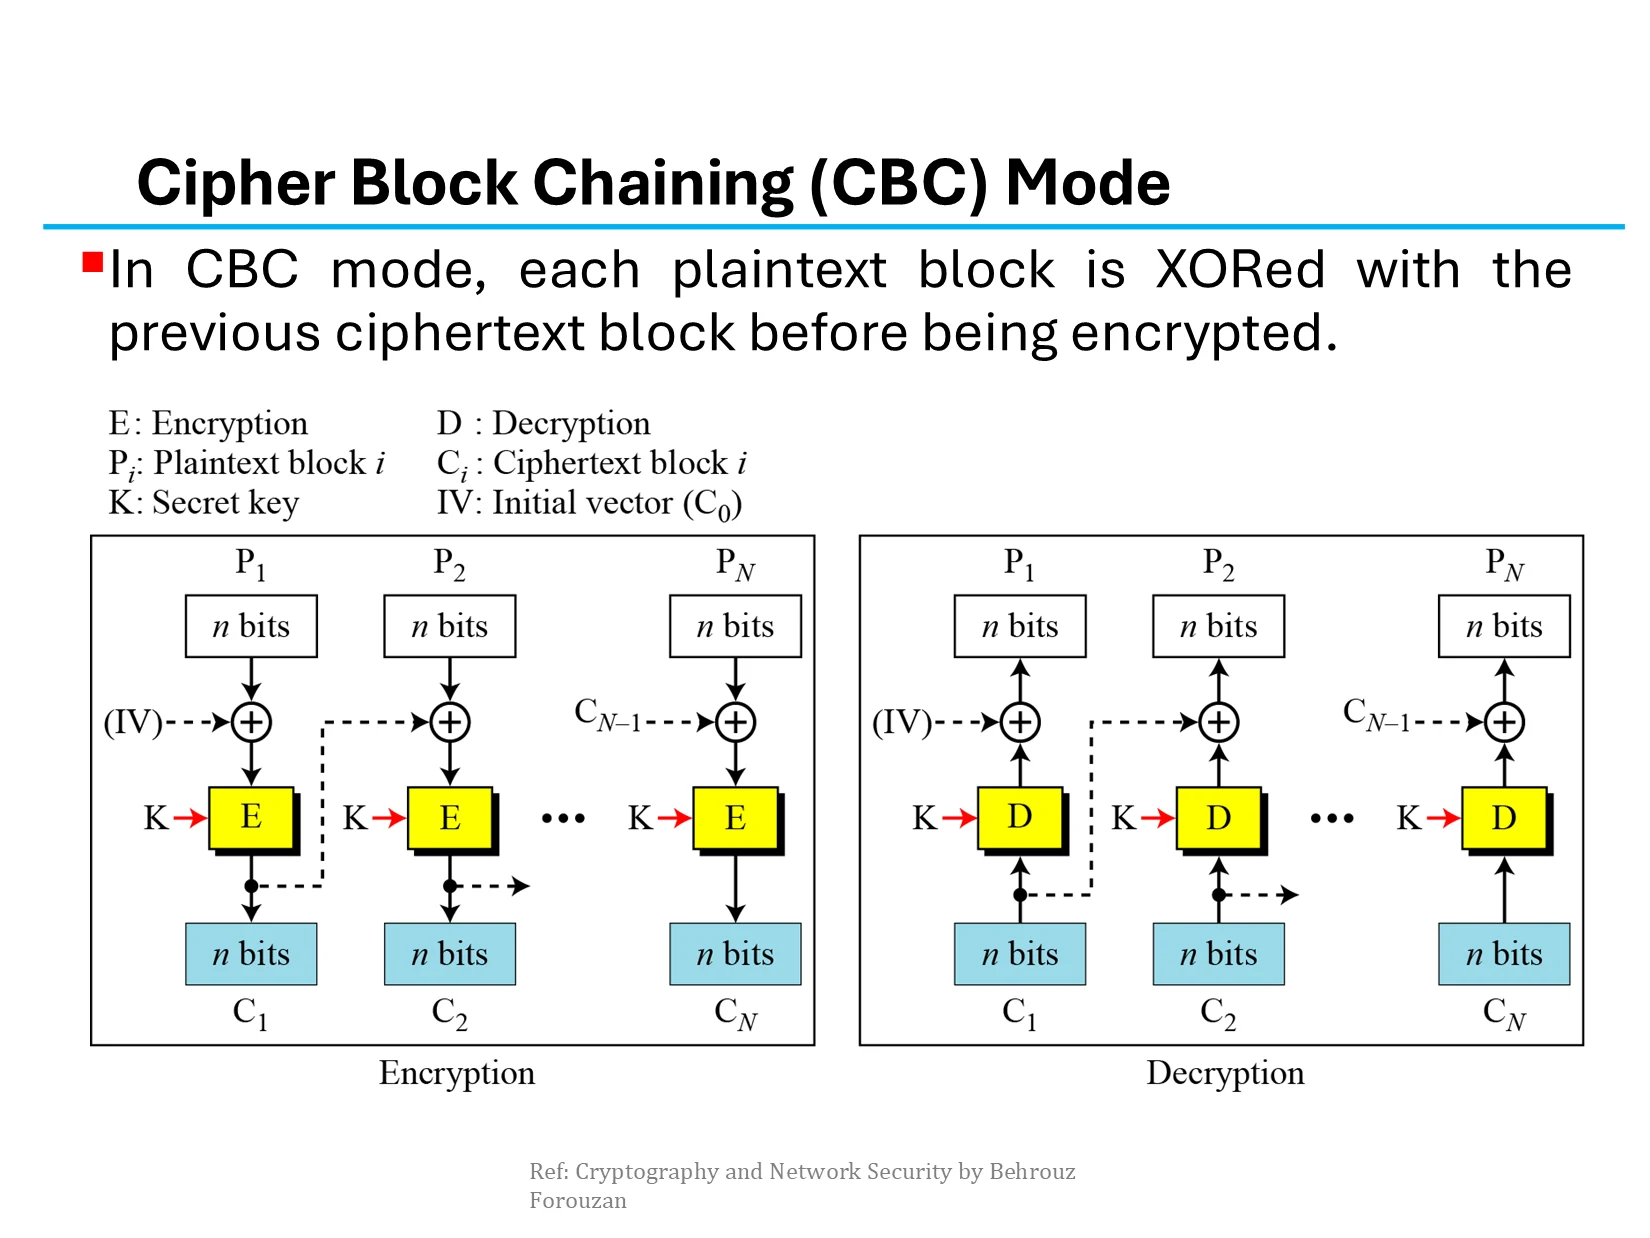 Cipher Block Chaining (CBC) Mode
In CBC mode, each plaintext block is XORed with the
previous ciphertext block before being encrypted.
E: Encryption D : Decryption
Pi: Plaintext block i Ci : Ciphertext block i
K: Secret key IV: Initial vector (C0)
P1 P2 PN
n bits n bits n bits
(IV) + + CN–1 +
K E K E ••• K E
n bits n bits n bits
C1 C2 CN
Encryption
P1 P2 PN
n bits n bits n bits
(IV) + + CN–1 +
K D K D ••• K D
n bits n bits n bits
C1 C2 CN
Decryption
Ref: Cryptography and Network Security by Behrouz
Forouzan